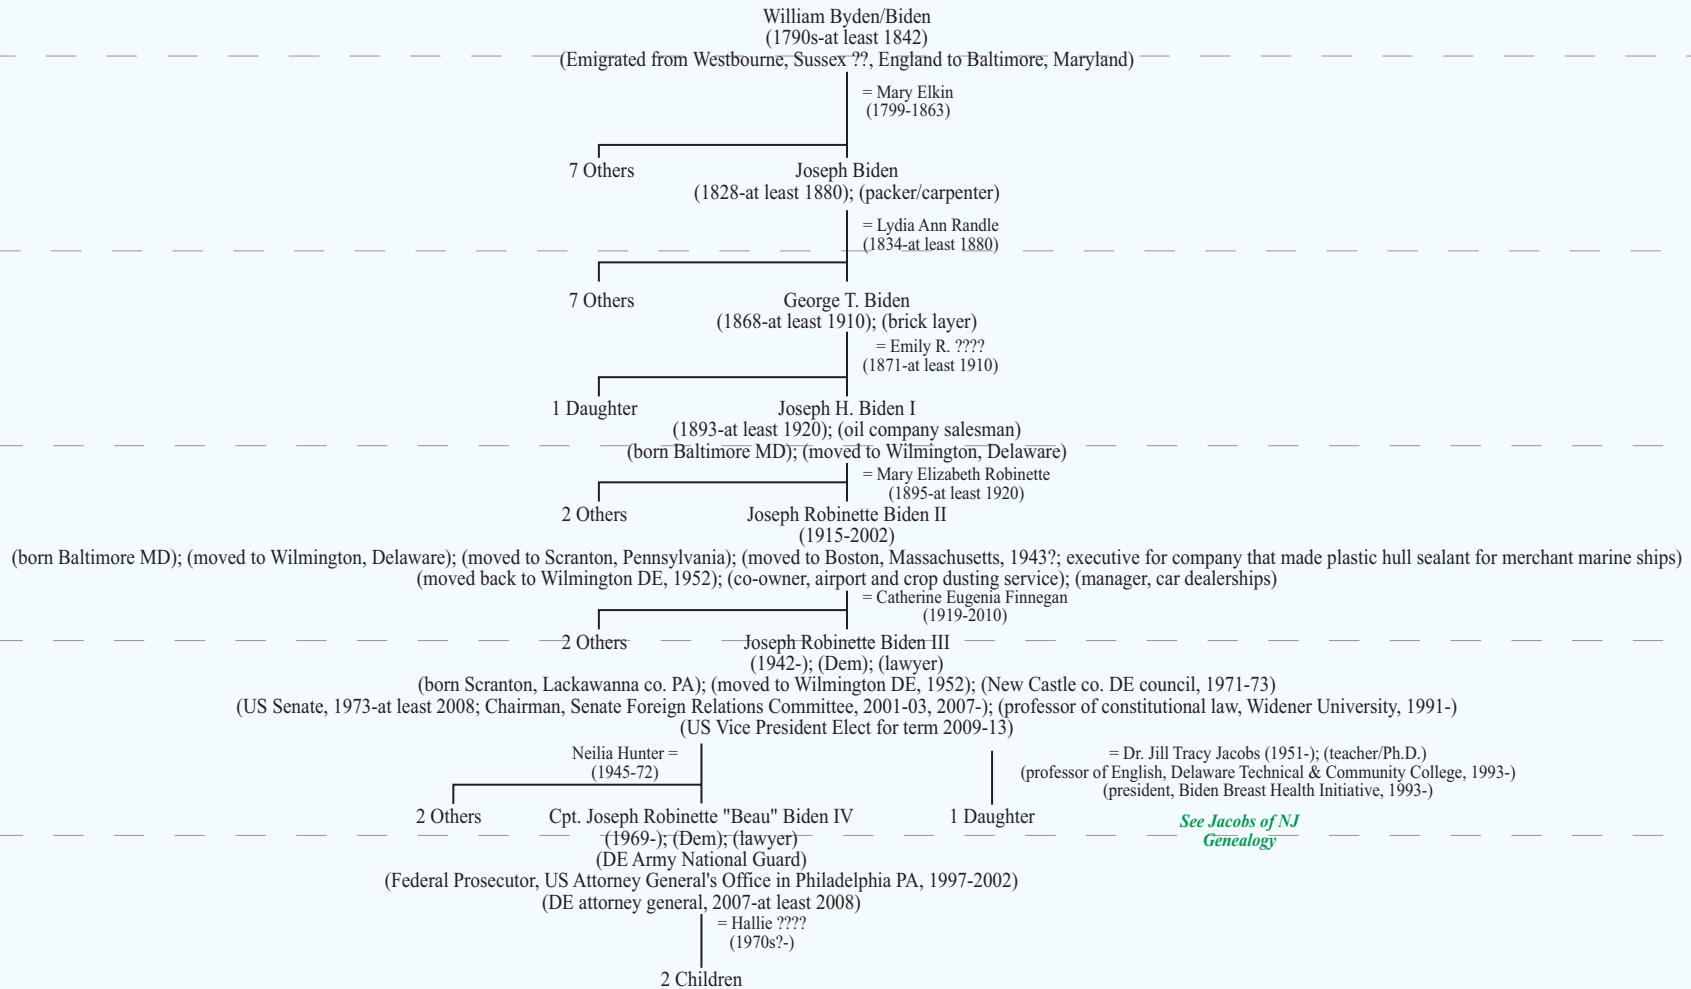 William Byden/Biden
(1790s-at least 1842)
(Emigrated from Westbourne, Sussex ??, England to Baltimore, Maryland)
= Mary Elkin
(1799-1863)
7 Others
Joseph Biden
(1828-at least 1880); (packer/carpenter)
= Lydia Ann Randle
(1834-at least 1880)
7 Others
George T. Biden
(1868-at least 1910); (brick layer)
= Emily R. ????
(1871-at least 1910)
1 Daughter
Joseph H. Biden I
(1893-at least 1920); (oil company salesman)
(born Baltimore MD); (moved to Wilmington, Delaware)
= Mary Elizabeth Robinette
(1895-at least 1920)
2 Others
Joseph Robinette Biden II
(1915-2002)
(born Baltimore MD); (moved to Wilmington, Delaware); (moved to Scranton, Pennsylvania); (moved to Boston, Massachusetts, 1943?; executive for company that made plastic hull sealant for merchant marine ships)
(moved back to Wilmington DE, 1952); (co-owner, airport and crop dusting service); (manager, car dealerships)
= Catherine Eugenia Finnegan
(1919-2010)
2 Others
Joseph Robinette Biden III
(1942-); (Dem); (lawyer)
(born Scranton, Lackawanna co. PA); (moved to Wilmington DE, 1952); (New Castle co. DE council, 1971-73)
(US Senate, 1973-at least 2008; Chairman, Senate Foreign Relations Committee, 2001-03, 2007-); (professor of constitutional law, Widener University, 1991-)
(US Vice President Elect for term 2009-13)
Neilia Hunter =
(1945-72)
= Dr. Jill Tracy Jacobs (1951-); (teacher/Ph.D.)
(professor of English, Delaware Technical & Community College, 1993-)
(president, Biden Breast Health Initiative, 1993-)
2 Others
Cpt. Joseph Robinette "Beau" Biden IV
1 Daughter
See Jacobs of NJ
Genealogy
(1969-); (Dem); (lawyer)
(DE Army National Guard)
(Federal Prosecutor, US Attorney General's Office in Philadelphia PA, 1997-2002)
(DE attorney general, 2007-at least 2008)
= Hallie ????
(1970s?-)
2 Children